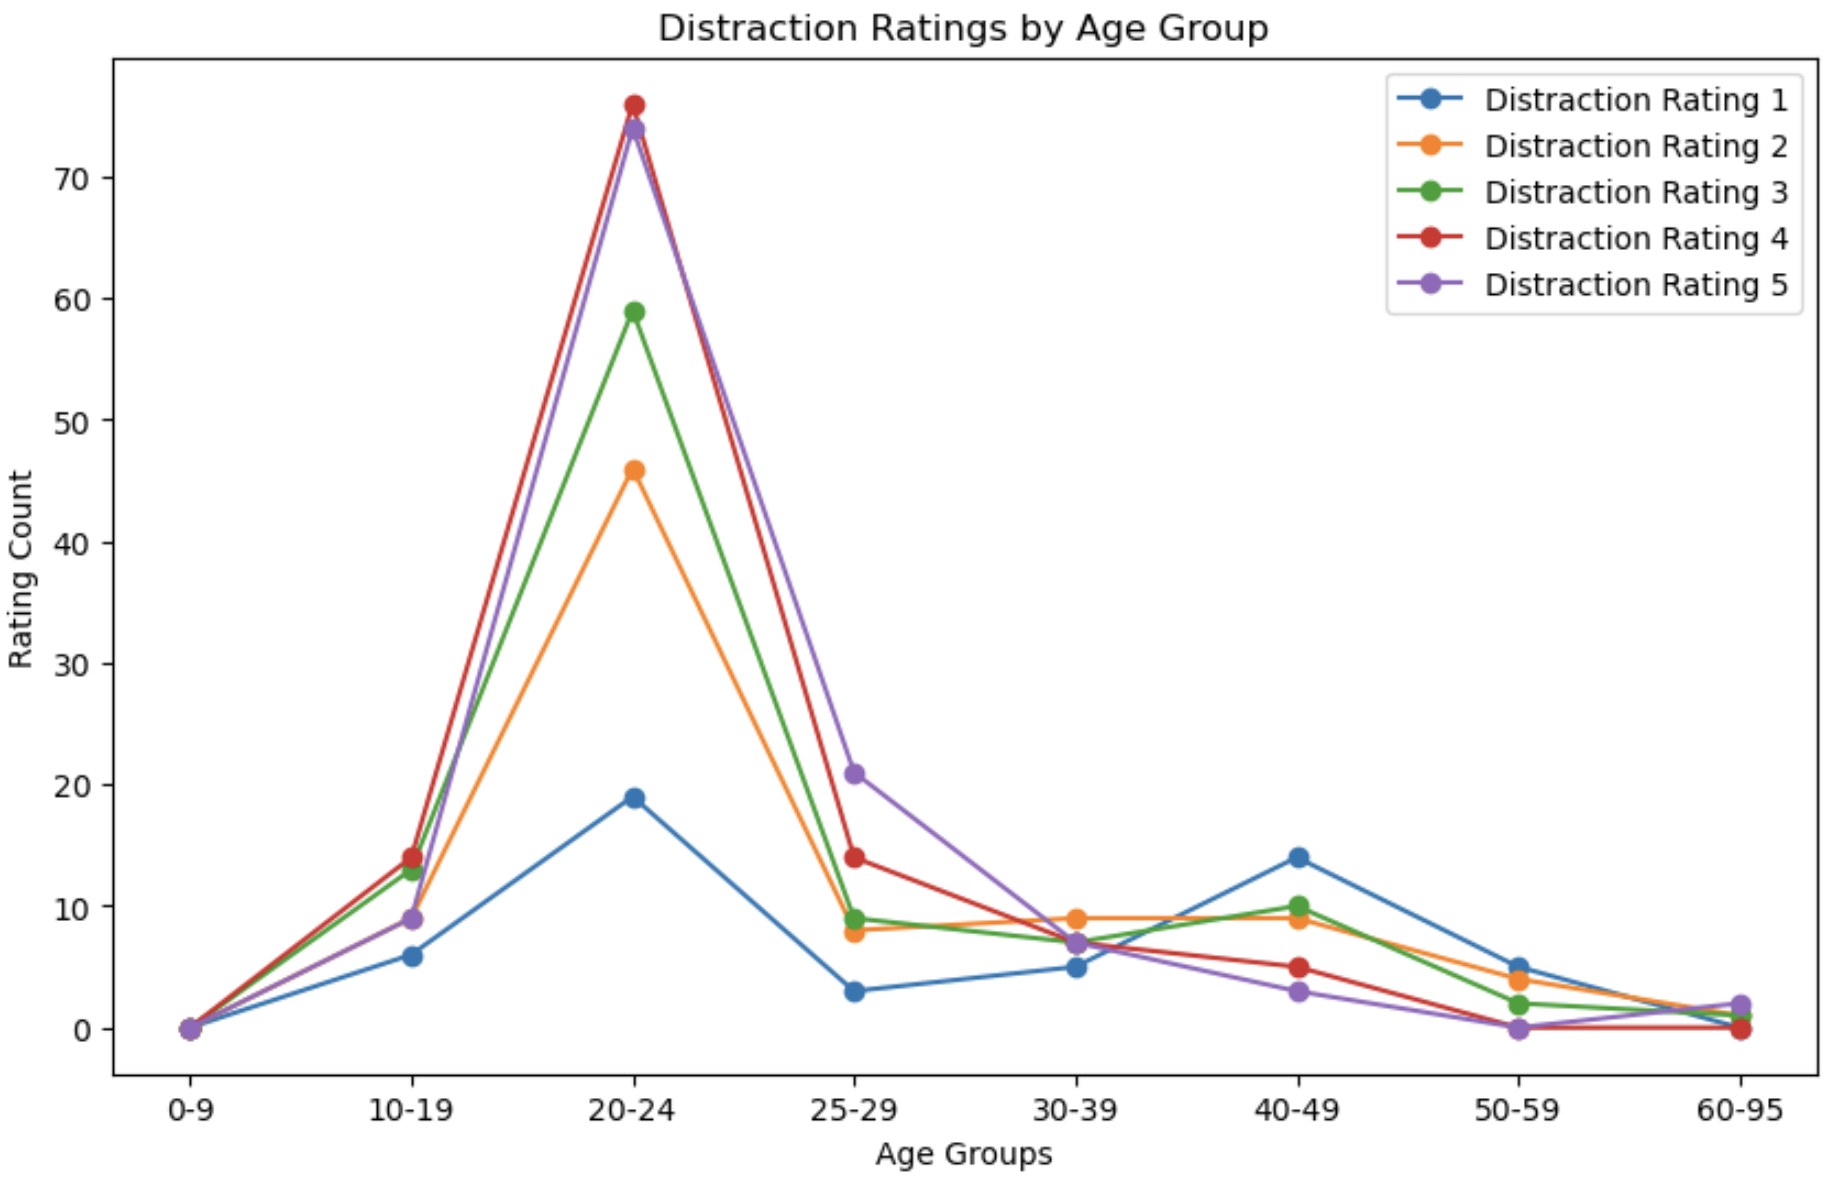 Distraction Ratings by Age Group
Distraction Rating 1
Distraction Rating 2
Distraction Rating 3
Distraction Rating 4
Distraction Rating 5
Rating Count
70
60
50
40
30
20
10
0
0-9 10-19 20-24 25-29 30-39 40-49 50-59 60-95
Age Groups